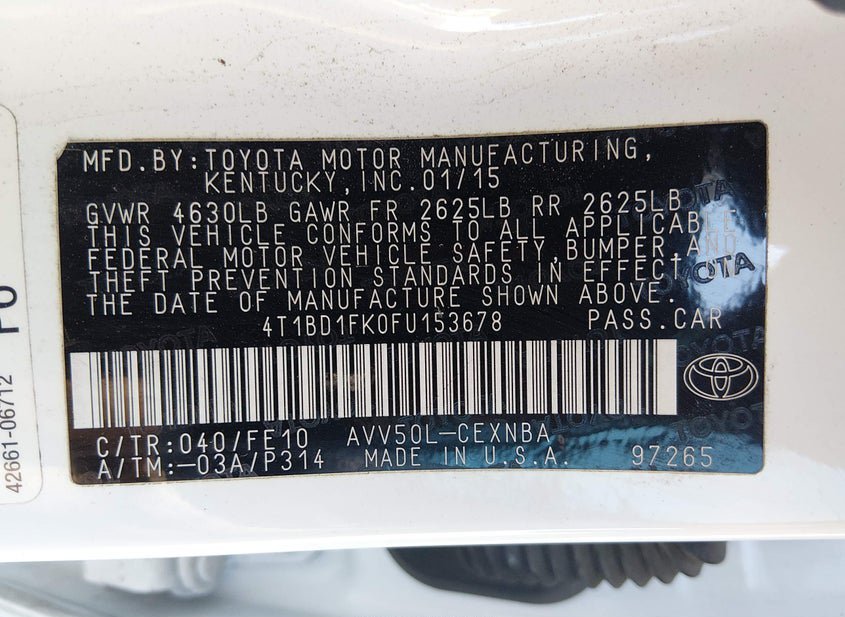 MFD.BY:TOYOTA MOTOR MANUFACTURING,
KENTUCKY,INC.01/15
GVWR 4630LB GAWR FR 2625LB RR 2625LB
THIS VEHICLE CONFORMS TO ALL APPLICABLE
FEDERAL MOTOR VEHICLE SAFETY,BUMPER,AND
THEFT PREVENTION STANDARDS IN EFFECT ON
THE DATE OF MANUFACTURE SHOWN ABOVE.
4T1BD1FK0FU153678 PASS.CAR
C/TR:040/FE10 AVV50L-CEXNBA
A/TM:-03A/P314 MADE IN U.S.A. 97265
TOYOTA
42661-06712